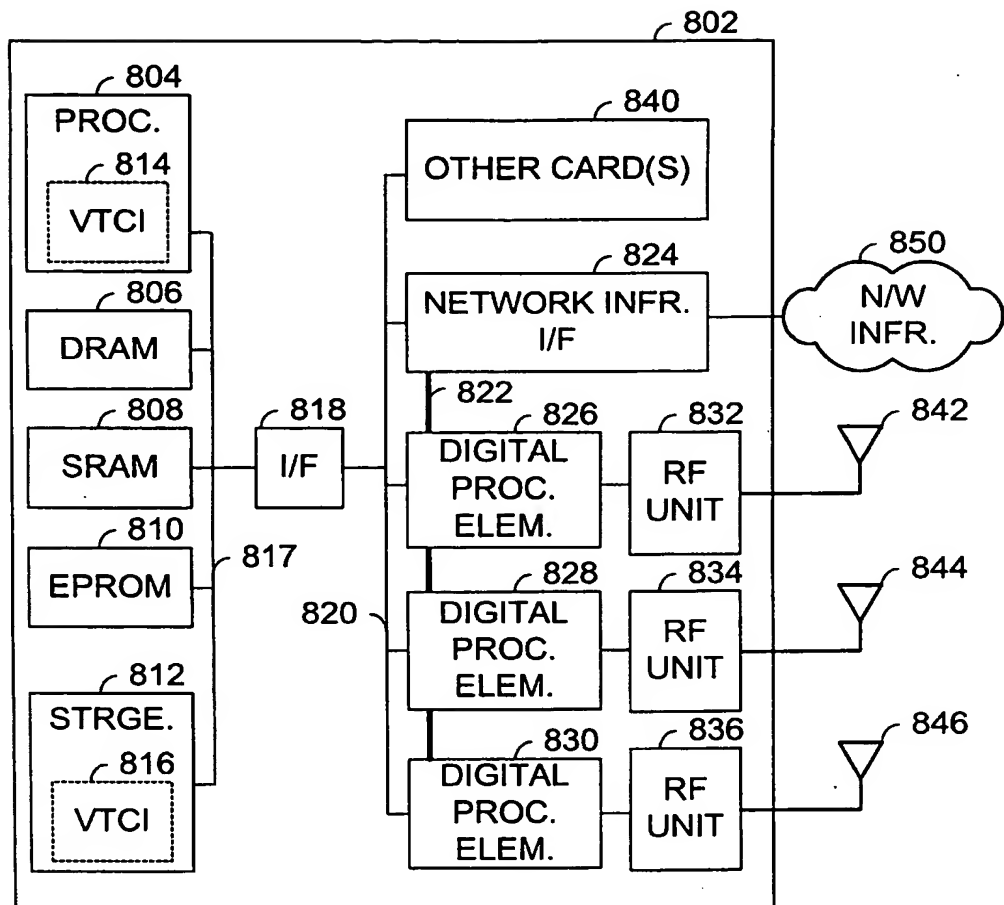 802
804
PROC.
814
VTCI
806
DRAM
808
SRAM
810
EPROM
817
812
STRGE.
816
VTCI
818
I/F
820
840
OTHER CARD(S)
824
NETWORK INFR.
I/F
822
826
DIGITAL
PROC.
ELEM.
832
RF
UNIT
828
DIGITAL
PROC.
ELEM.
834
RF
UNIT
830
DIGITAL
PROC.
ELEM.
836
RF
UNIT
850
N/W
INFR.
842
844
846